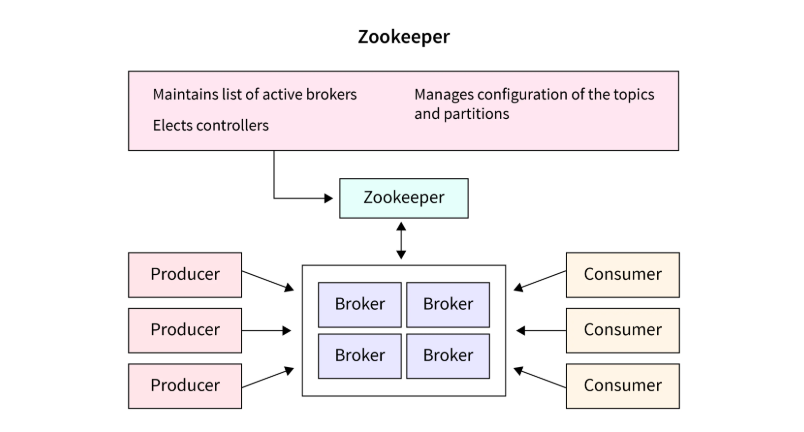 Zookeeper
Maintains list of active brokers
Elects controllers
Manages configuration of the topics
and partitions
Zookeeper
Producer
Producer
Producer
Broker
Broker
Broker
Broker
Consumer
Consumer
Consumer